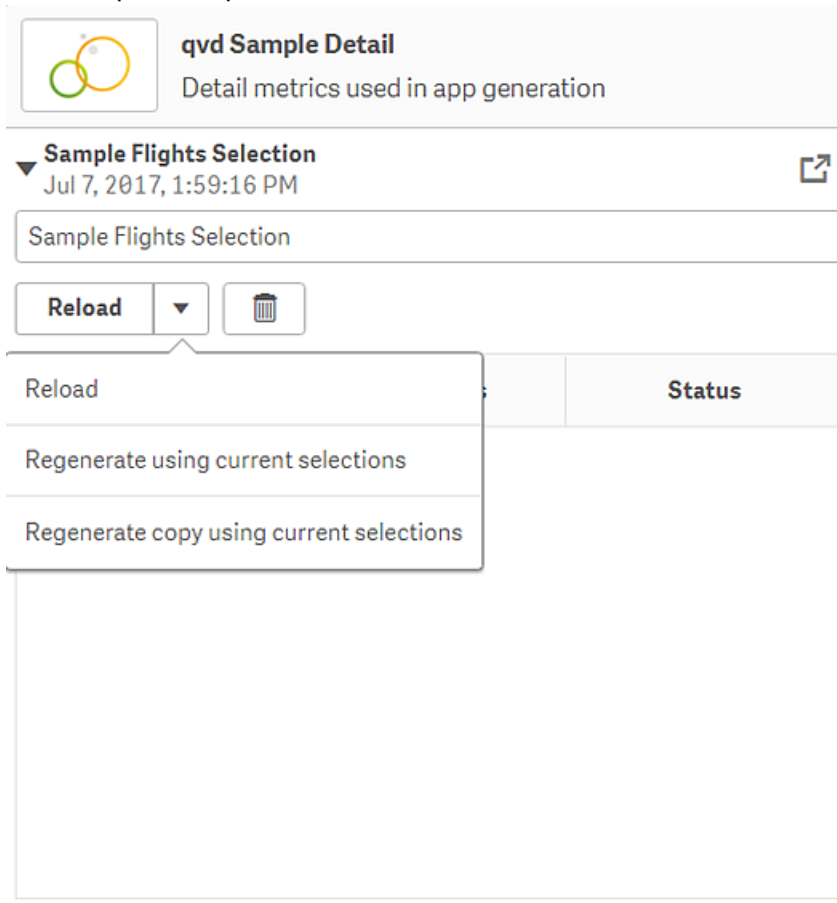 qvd Sample Detail
Detail metrics used in app generation
Sample Flights Selection
Jul 7, 2017, 1:59:16 PM
Sample Flights Selection
Reload
Status
Reload
Regenerate using current selections
Regenerate copy using current selections